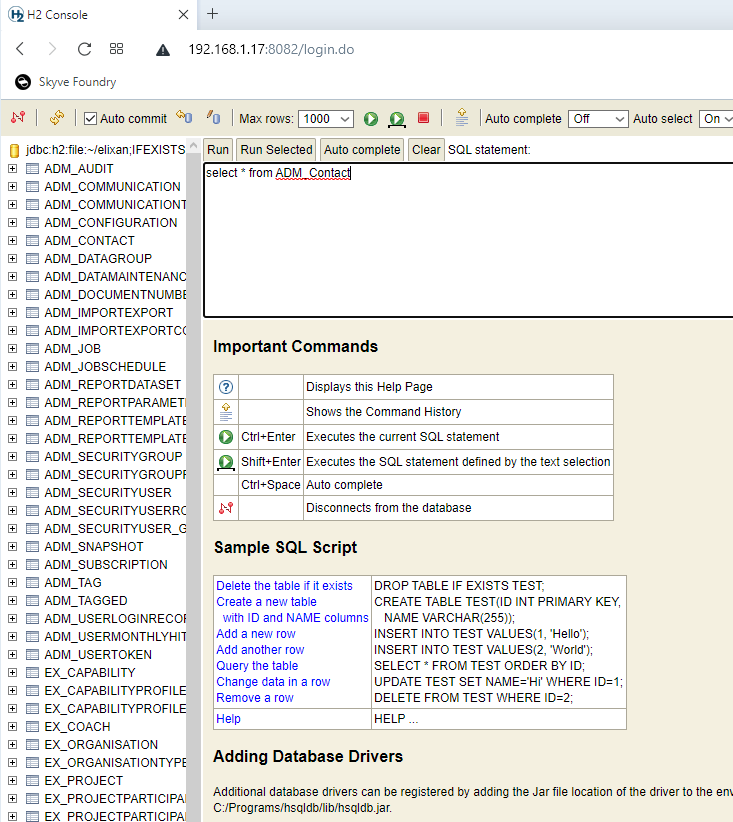 H2 Console
192.168.1.17:8082/login.do
Skyve Foundry
Auto commit Max rows: 1000 Auto complete Off Auto select On
jdbc:h2:file:~/elixan;IFEXISTS
ADM_AUDIT
ADM_COMMUNICATION
ADM_COMMUNICATIONT
ADM_CONFIGURATION
ADM_CONTACT
ADM_DATAGROUP
ADM_DATAMAINTENANC
ADM_DOCUMENTNUMBE
ADM_IMPORTEXPORT
ADM_IMPORTEXPORTCO
ADM_JOB
ADM_JOBSCHEDULE
ADM_REPORTDATASET
ADM_REPORTPARAMETE
ADM_REPORTTEMPLATE
ADM_REPORTTEMPLATE
ADM_SECURITYGROUP
ADM_SECURITYGROUPF
ADM_SECURITYUSER
ADM_SECURITYUSERRO
ADM_SECURITYUSER_G
ADM_SNAPSHOT
ADM_SUBSCRIPTION
ADM_TAG
ADM_TAGGED
ADM_USERLOGINRECOF
ADM_USERMONTHLYHIT
ADM_USERTOKEN
EX_CAPABILITY
EX_CAPABILITYPROFILE
EX_CAPABILITYPROFILE
EX_COACH
EX_ORGANISATION
EX_ORGANISATIONTYPE
EX_PROJECT
EX_PROJECTPARTICIPA
EX_PROJECTPARTICIPA
Run Run Selected Auto complete Clear SQL statement:
select * from ADM_Contact
Important Commands
Displays this Help Page
Shows the Command History
Ctrl+Enter Executes the current SQL statement
Shift+Enter Executes the SQL statement defined by the text selection
Ctrl+Space Auto complete
Disconnects from the database
Sample SQL Script
Delete the table if it exists DROP TABLE IF EXISTS TEST;
Create a new table CREATE TABLE TEST(ID INT PRIMARY KEY,
with ID and NAME columns NAME VARCHAR(255));
Add a new row INSERT INTO TEST VALUES(1, 'Hello');
Add another row INSERT INTO TEST VALUES(2, 'World');
Query the table SELECT * FROM TEST ORDER BY ID;
Change data in a row UPDATE TEST SET NAME='Hi' WHERE ID=1;
Remove a row DELETE FROM TEST WHERE ID=2;
Help HELP ...
Adding Database Drivers
Additional database drivers can be registered by adding the Jar file location of the driver to the env
C:/Programs/hsqldb/lib/hsqldb.jar.